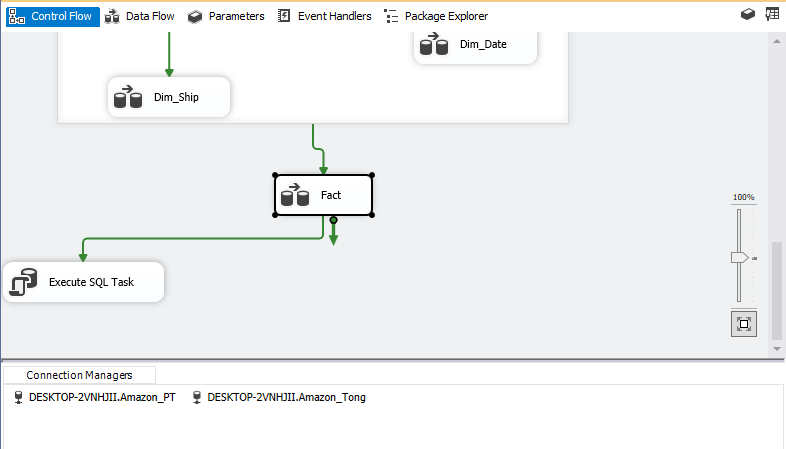 Control Flow Data Flow Parameters Event Handlers Package Explorer
Dim_Date
Dim_Ship
Fact
100%
Execute SQL Task
Connection Managers
DESKTOP-2VNHJII.Amazon_PT DESKTOP-2VNHJII.Amazon_Tong